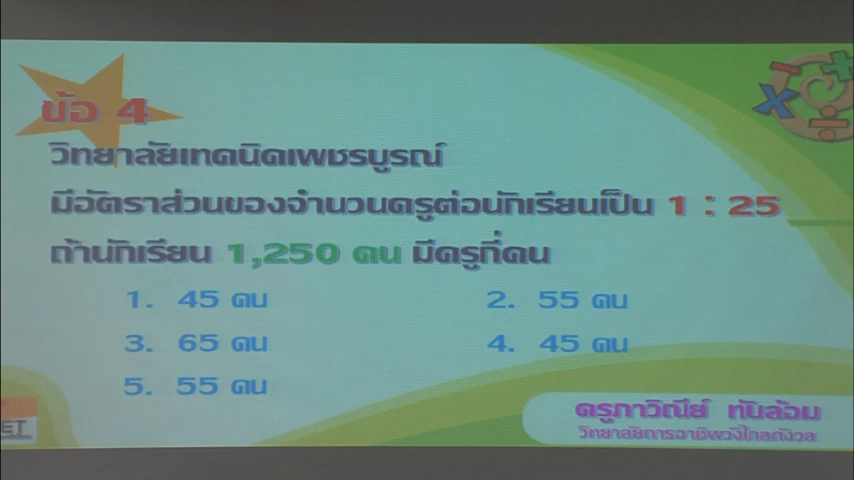 ข้อ 4
วิทยาลัยเทคนิคเพชรบูรณ์
มีอัตราส่วนของจำนวนครูต่อนักเรียนเป็น 1 : 25
ถ้านักเรียน 1,250 คน มีครูกี่คน
1. 45 คน 2. 55 คน
3. 65 คน 4. 45 คน
5. 55 คน
ครูภาวิณีย์ ทับล้อม
วิทยาลัยการอาชีพวังไกลกังวล
ET